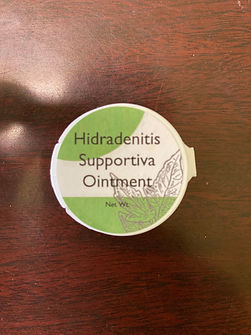 Hidradenitis
Supportiva
Ointment
Net Wt.